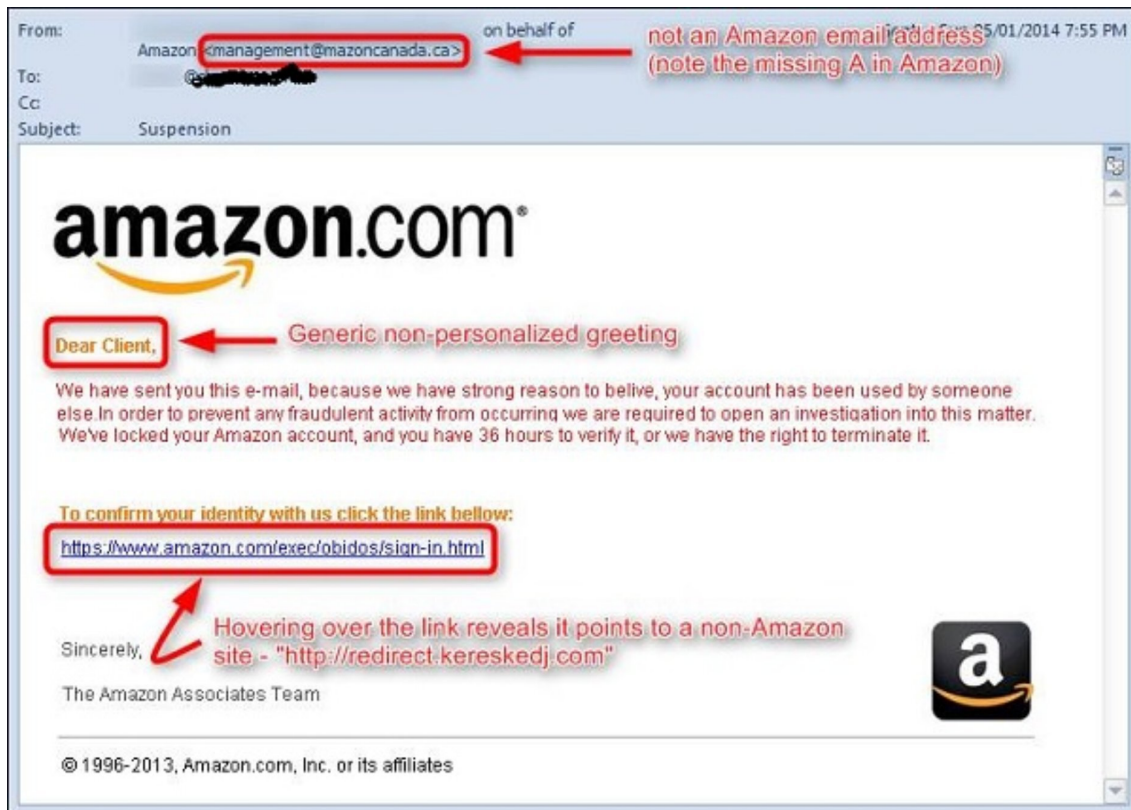 From: on behalf of
Amazon <management@mazoncanada.ca>
not an Amazon email address
(note the missing A in Amazon)
05/01/2014 7:55 PM
To: @
Cc:
Subject: Suspension
amazon.com®
Dear Client,
Generic non-personalized greeting
We have sent you this e-mail, because we have strong reason to belive, your account has been used by someone
else.In order to prevent any fraudulent activity from occurring we are required to open an investigation into this matter.
We've locked your Amazon account, and you have 36 hours to verify it, or we have the right to terminate it.
To confirm your identity with us click the link bellow:
https://www.amazon.com/exec/obidos/sign-in.html
Hovering over the link reveals it points to a non-Amazon
site - "http://redirect.kereskedj.com"
Sincerely,
The Amazon Associates Team
a
© 1996-2013, Amazon.com, Inc. or its affiliates